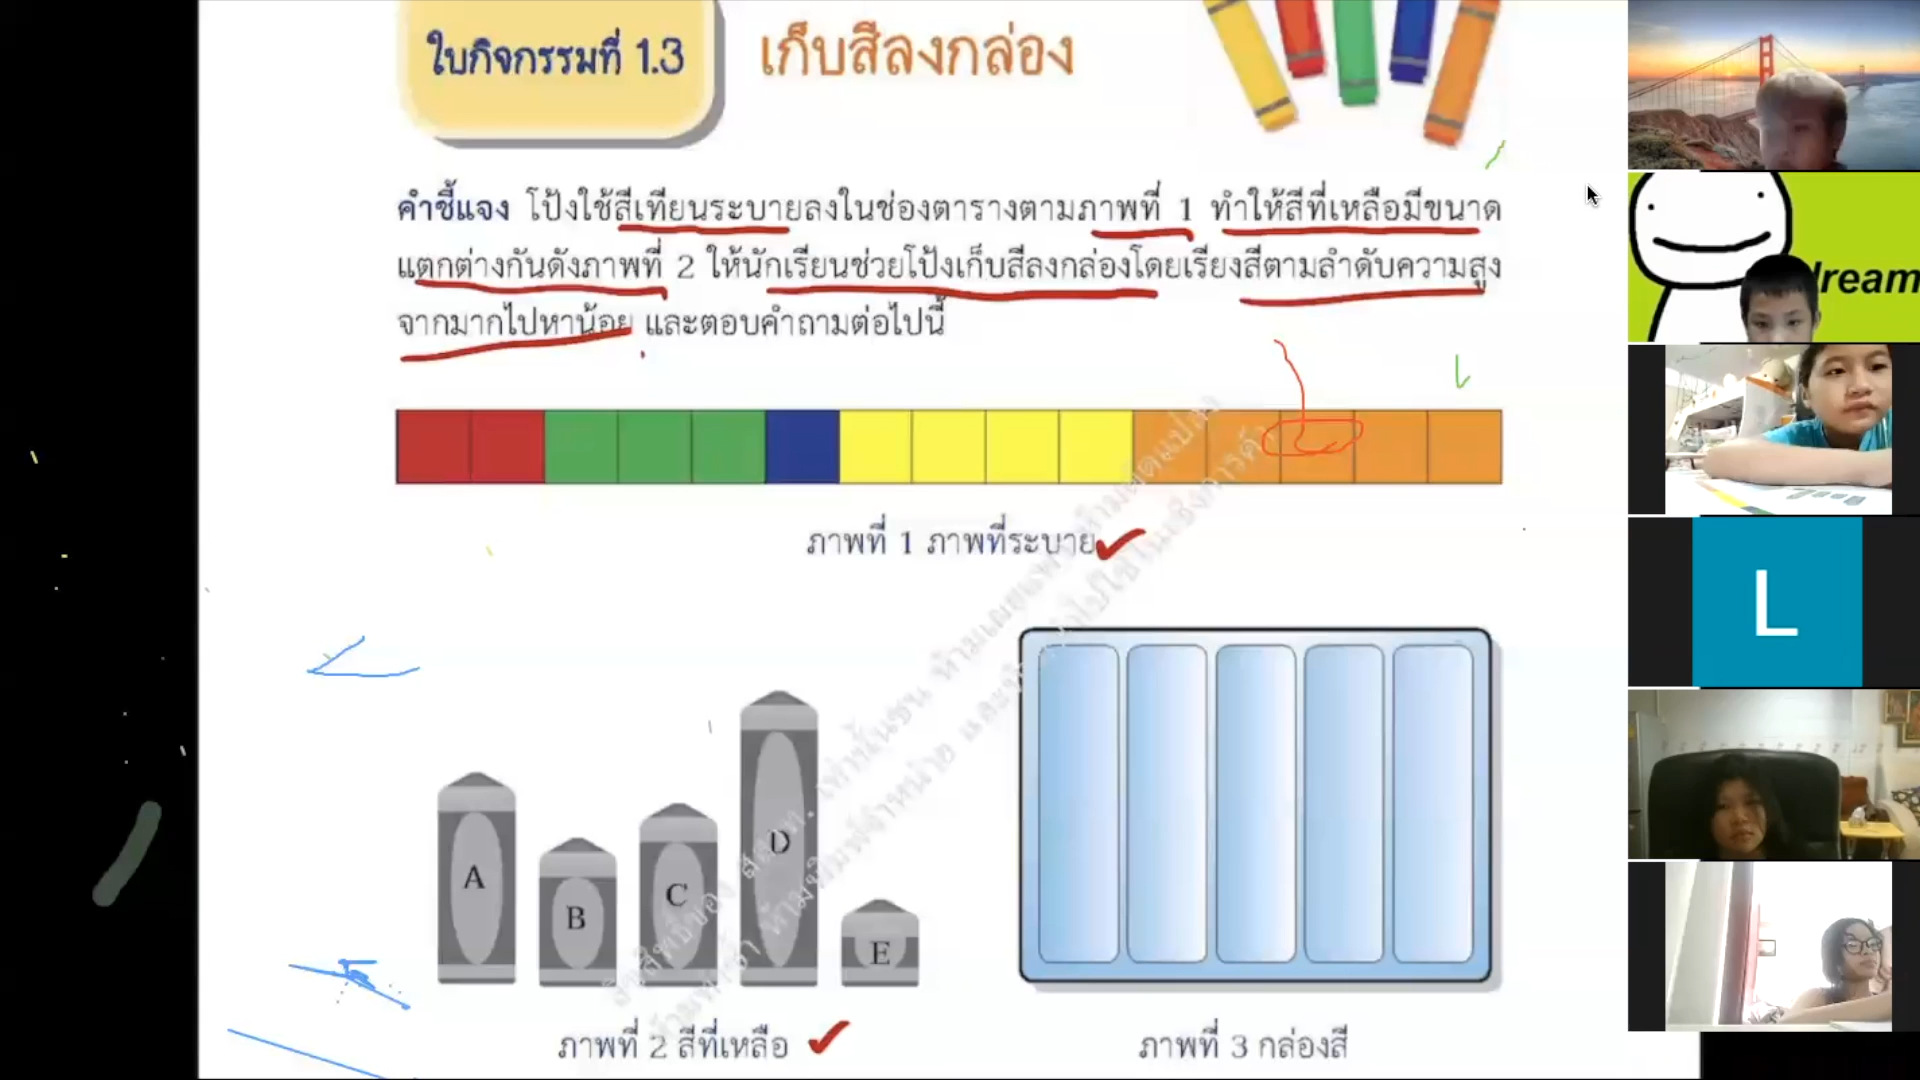 ใบกิจกรรมที่ 1.3
เก็บสีลงกล่อง
คำชี้แจง โป้งใช้สีเทียนระบายลงในช่องตารางตามภาพที่ 1 ทำให้สีที่เหลือมีขนาด
แตกต่างกันดังภาพที่ 2 ให้นักเรียนช่วยโป้งเก็บสีลงกล่องโดยเรียงสีตามลำดับความสูง
จากมากไปหาน้อย และตอบคำถามต่อไปนี้
ภาพที่ 1 ภาพที่ระบาย
A
B
C
D
E
ภาพที่ 2 สีที่เหลือ
ภาพที่ 3 กล่องสี
dream
L